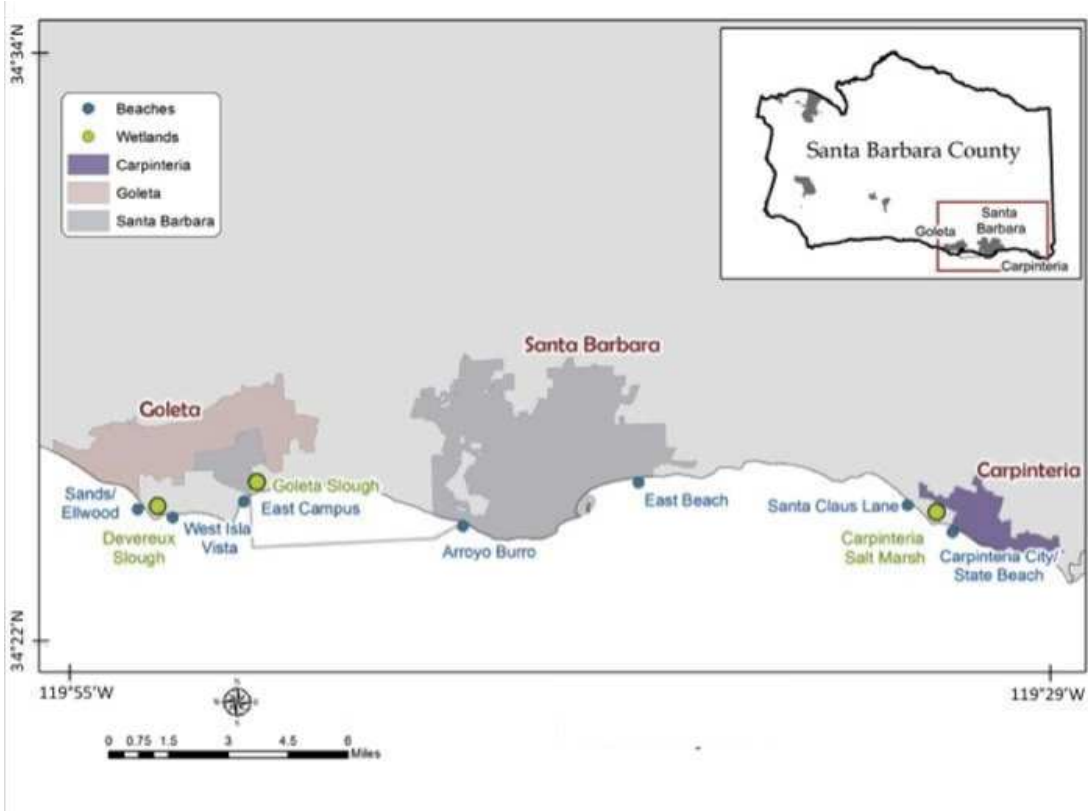 34°34'N
Beaches
Wetlands
Carpinteria
Goleta
Santa Barbara
Santa Barbara County
Goleta
Santa
Barbara
Carpinteria
Santa Barbara
Goleta
Carpinteria
Sands/
Ellwood
Devereux
Slough
West Isla
Vista
Goleta Slough
East Campus
Arroyo Burro
East Beach
Santa Claus Lane
Carpinteria
Salt Marsh
Carpinteria City/
State Beach
34°22'N
119°55'W
119°29'W
0 0.75 1.5 3 4.5 6
Miles